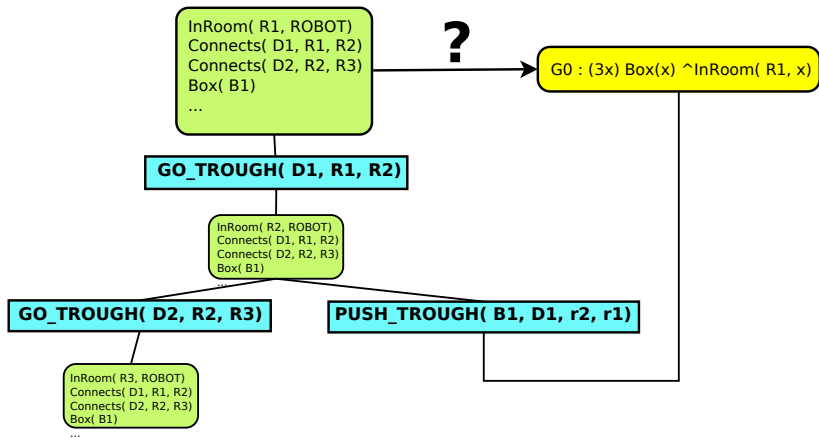 InRoom( R1, ROBOT)
Connects( D1, R1, R2)
Connects( D2, R2, R3)
Box( B1)
...
?
G0 : (3x) Box(x) ^InRoom( R1, x)
GO_TROUGH( D1, R1, R2)
InRoom( R2, ROBOT)
Connects( D1, R1, R2)
Connects( D2, R2, R3)
Box( B1)
...
GO_TROUGH( D2, R2, R3)
PUSH_TROUGH( B1, D1, r2, r1)
InRoom( R3, ROBOT)
Connects( D1, R1, R2)
Connects( D2, R2, R3)
Box( B1)
...